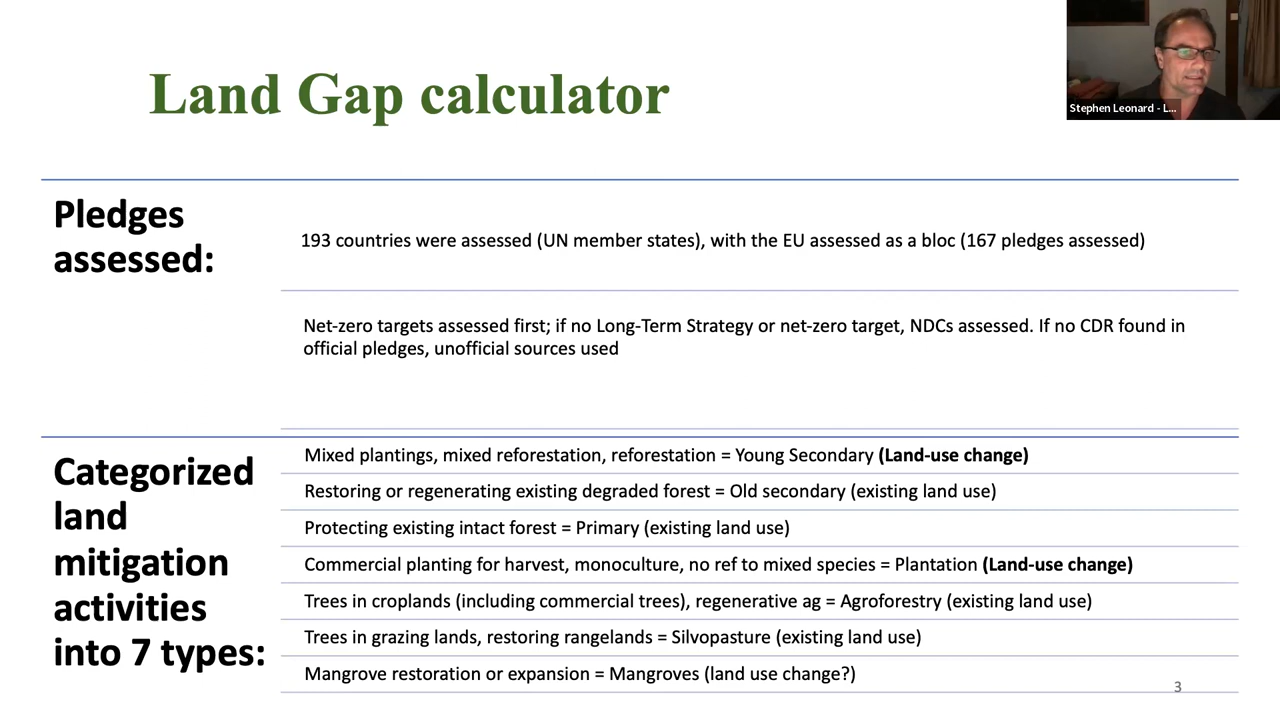 Land Gap calculator
Stephen Leonard - L...
Pledges
assessed:
193 countries were assessed (UN member states), with the EU assessed as a bloc (167 pledges assessed)
Net-zero targets assessed first; if no Long-Term Strategy or net-zero target, NDCs assessed. If no CDR found in
official pledges, unofficial sources used
Categorized
land
mitigation
activities
into 7 types:
Mixed plantings, mixed reforestation, reforestation = Young Secondary (Land-use change)
Restoring or regenerating existing degraded forest = Old secondary (existing land use)
Protecting existing intact forest = Primary (existing land use)
Commercial planting for harvest, monoculture, no ref to mixed species = Plantation (Land-use change)
Trees in croplands (including commercial trees), regenerative ag = Agroforestry (existing land use)
Trees in grazing lands, restoring rangelands = Silvopasture (existing land use)
Mangrove restoration or expansion = Mangroves (land use change?)
3